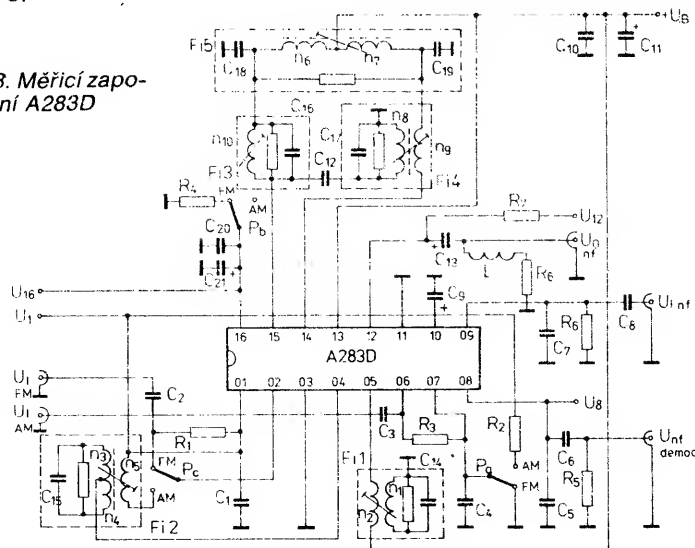 3. Měřicí zapo-
ní A283D
Fi5
C18
n6
n7
C19
C10
C11
+UB
n10
C16
C17
n8
n9
Fi3
C12
Fi4
R4
FM
AM
Pb
C20
C21
U12
C13
nf
L
R6
U16
U1
C9
Ui nf
R6
C8
C7
16 15 14 13 12 11 10 09
A283D
01 02 03 04 05 06 07 08
UI
FM
UI
AM
C2
R1
C3
R3
R2
U8
C6
Unf
demod
R5
C5
AM
FM
Pa
C4
C14
Fi1
n1
n2
C1
FM
Pc
AM
n3
n5
C15
n4
Fi2